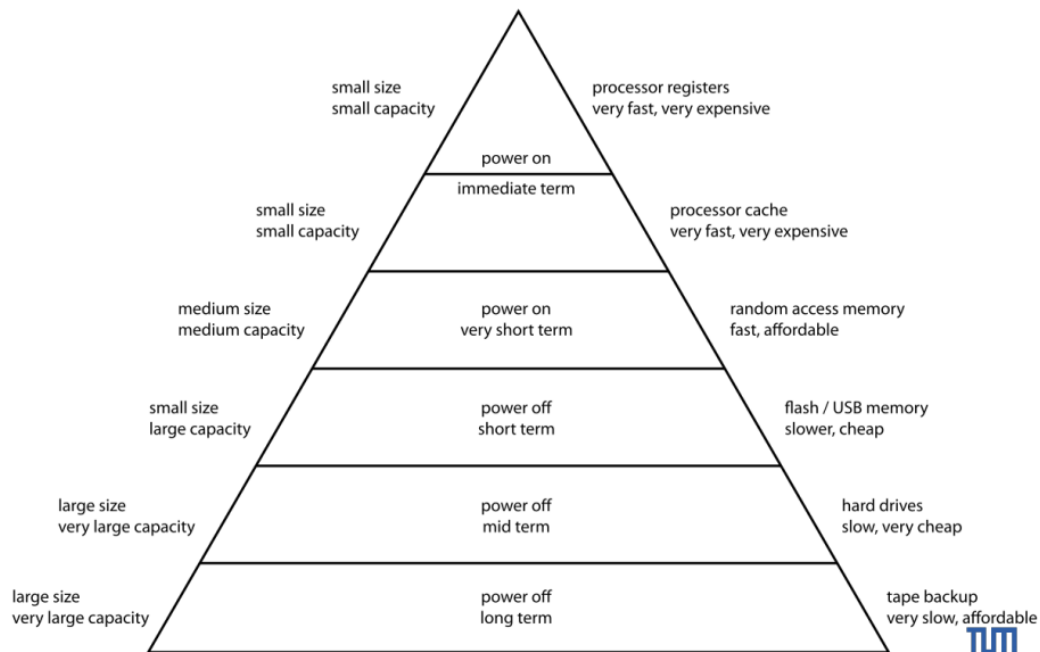 small size
small capacity
processor registers
very fast, very expensive
power on
immediate term
small size
small capacity
processor cache
very fast, very expensive
medium size
medium capacity
power on
very short term
random access memory
fast, affordable
small size
large capacity
power off
short term
flash / USB memory
slower, cheap
large size
very large capacity
power off
mid term
hard drives
slow, very cheap
large size
very large capacity
power off
long term
tape backup
very slow, affordable
TUM